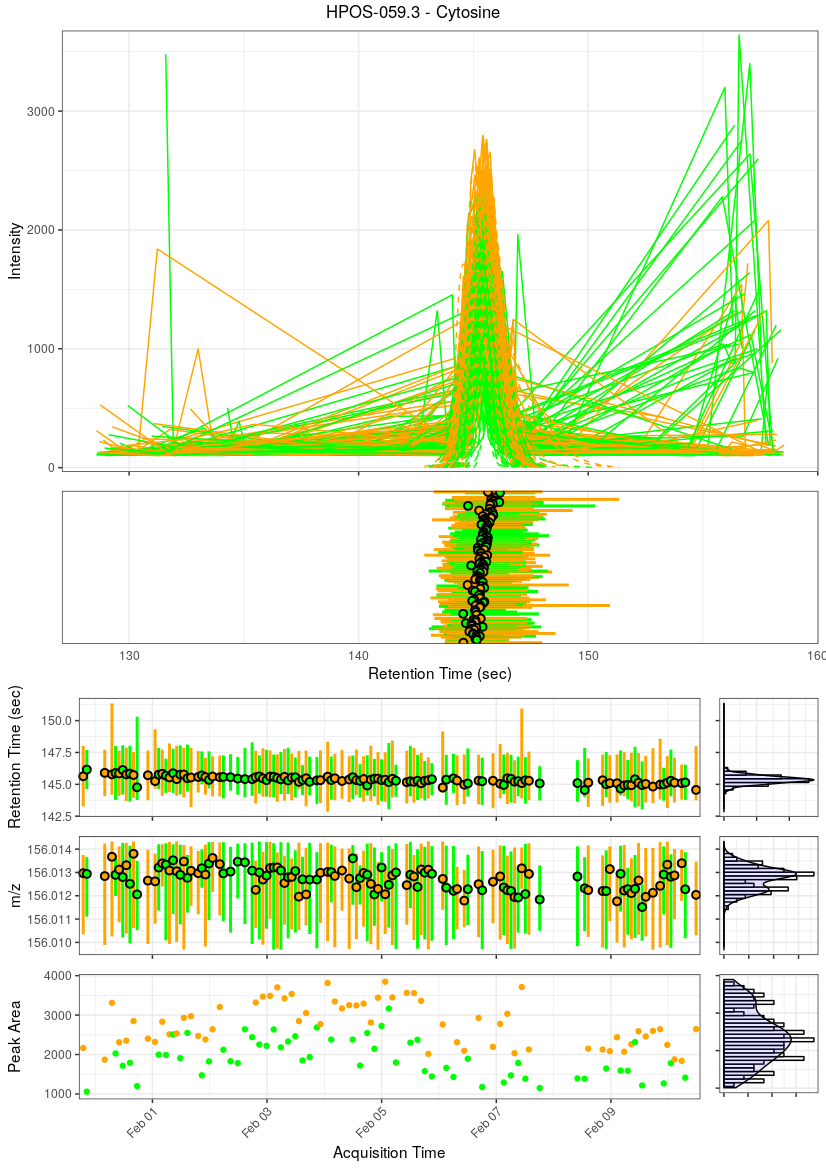 HPOS-059.3 - Cytosine
3000
2000
1000
0
Intensity
130
140
150
160
Retention Time (sec)
150.0
147.5
145.0
142.5
Retention Time (sec)
156.014
156.013
156.012
156.011
156.010
m/z
4000
3000
2000
1000
Peak Area
Feb 01
Feb 03
Feb 05
Feb 07
Feb 09
Acquisition Time